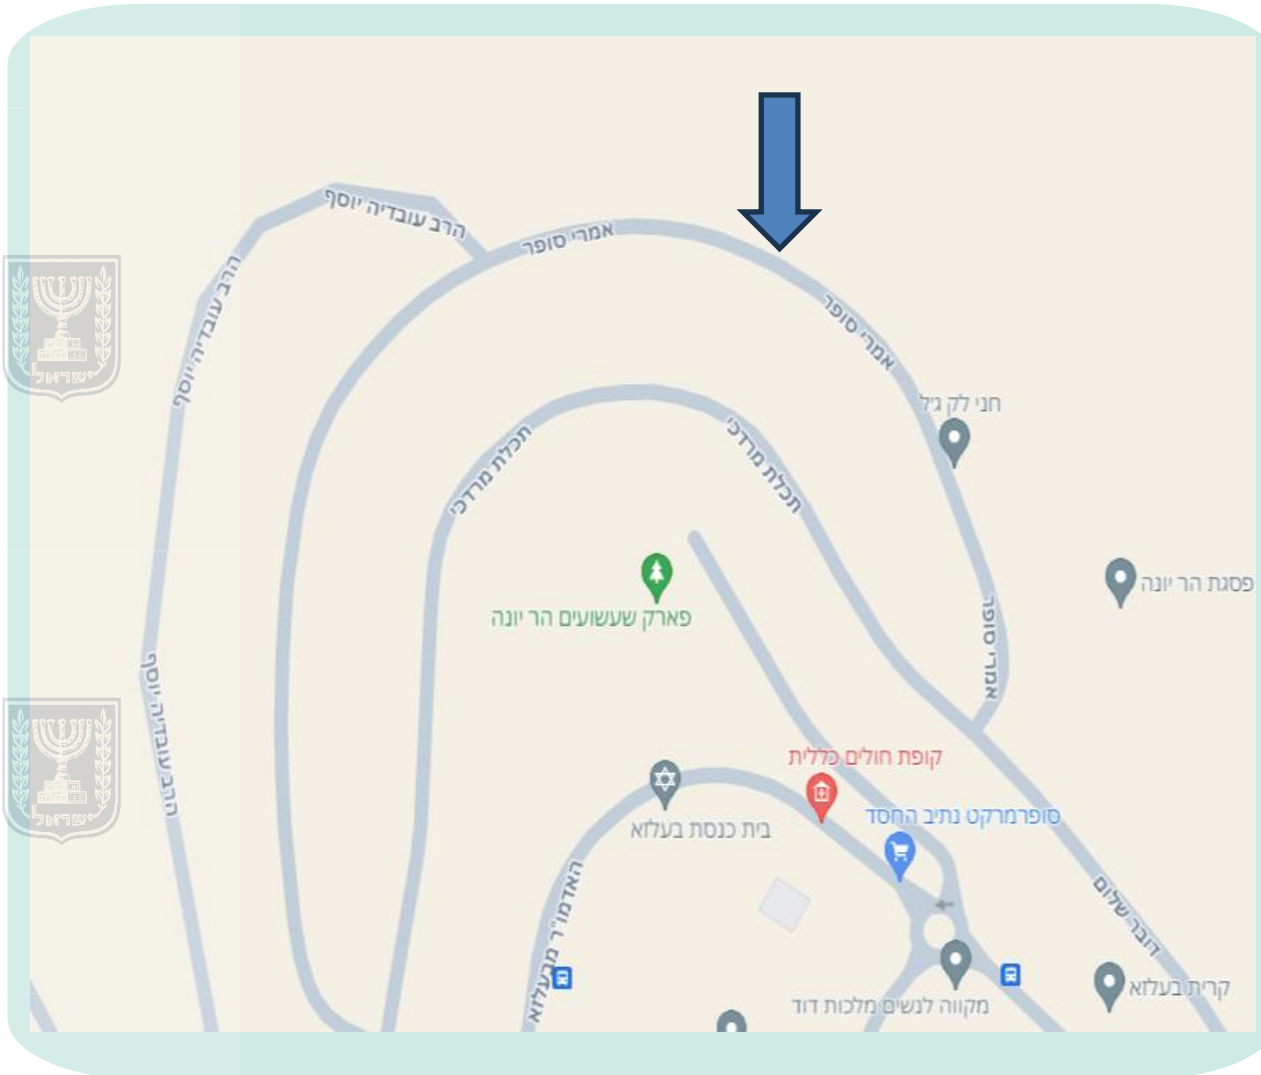 הרב עובדיה יוסף
אמרי סופר
הרב עובדיה יוסף
אמרי סופר
ישראל
חני לק ג'ל
תכלת מרדכי
תכלת מרדכי
פסגת הר יונה
פארק שעשועים הר יונה
אמרי סופר
הרב עובדיה יוסף
קופת חולים כללית
סופרמרקט נתיב החסד
בית כנסת בעלזא
ישראל
האדמו"ר מבעלזא
דובר שלום
קרית בעלזא
מקווה לנשים מלכות דוד